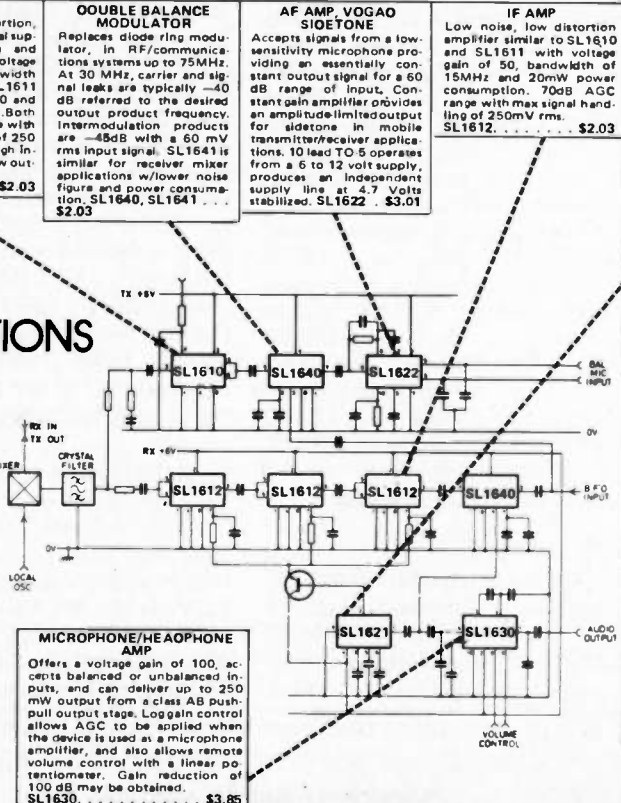 ortion,
al sup-
and
oltage
width
L1611
0 and
.Both
e with
of 250
gh in-
w out-
$2.03
OOUBLE BALANCE
MODULATOR
Replaces diode ring modu-
lator, in RF/communica-
tions systems up to 75MHz.
At 30 MHz, carrier and sig-
nal leaks are typically —40
dB referred to the desired
output product frequency.
Intermodulation products
are —45dB with a 60 mV
rms input signal. SL1641 is
similar for receiver mixer
applications w/lower noise
figure and power consuma-
tion. SL1640, SL1641 . . .
$2.03
AF AMP, VOGAO
SIOETONE
Accepts signals from a low-
sensitivity microphone pro-
viding an essentially con-
stant output signal for a 60
dB range of input. Con-
stant gain amplifier provides
an amplitude-limited output
for sidetone in mobile
transmitter/receiver applica-
tions. 10 lead TO-5 operates
from a 6 to 12 volt supply,
produces an independent
supply line at 4.7 Volts
stabilized. SL1622 . $3.01
IF AMP
Low noise, low distortion
amplifier similar to SL1610
and SL1611 with voltage
gain of 50, bandwidth of
15MHz and 20mW power
consumption. 70dB AGC
range with max signal hand-
ling of 250mV rms.
SL1612. . . . . . . . $2.03
TIONS
TX +6V
SL1610
SL1640
SL1622
BAL
MIC
INPUT
0V
RX IN
TX OUT
RX +6V
IXER
CRYSTAL
FILTER
SL1612
SL1612
SL1612
SL1640
B F O
INPUT
0V
LOCAL
OSC
SL1621
SL1630
AUDIO
OUTPUT
VOLUME
CONTROL
MICROPHONE/HEAOPHONE
AMP
Offers a voltage gain of 100, ac-
cepts balanced or unbalanced in-
puts, and can deliver up to 250
mW output from a class AB push-
pull output stage. Log gain control
allows AGC to be applied when
the device is used as a microphone
amplifier, and also allows remote
volume control with a linear po-
tentiometer. Gain reduction of
100 dB may be obtained.
SL1630. . . . . . . . . . . $3.85